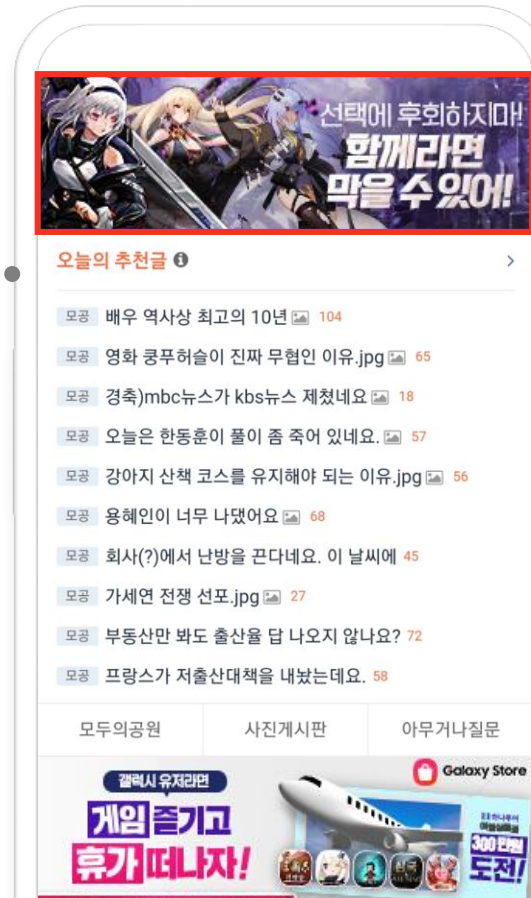 선택에 후회하지마!
함께라면
막을 수 있어!
오늘의 추천글
모공 배우 역사상 최고의 10년 104
모공 영화 쿵푸허슬이 진짜 무협인 이유.jpg 65
모공 경축)mbc뉴스가 kbs뉴스 제쳤네요 18
모공 오늘은 한동훈이 풀이 좀 죽어 있네요. 57
모공 강아지 산책 코스를 유지해야 되는 이유.jpg 56
모공 용혜인이 너무 나댔어요 68
모공 회사(?)에서 난방을 끈다네요. 이 날씨에 45
모공 가세연 전쟁 선포.jpg 27
모공 부동산만 봐도 출산율 답 나오지 않나요? 72
모공 프랑스가 저출산대책을 내놨는데요. 58
모두의공원 사진게시판 아무거나질문
Galaxy Store
갤럭시 유저라면
게임 즐기고
휴가 떠나자!
300만원
도전!